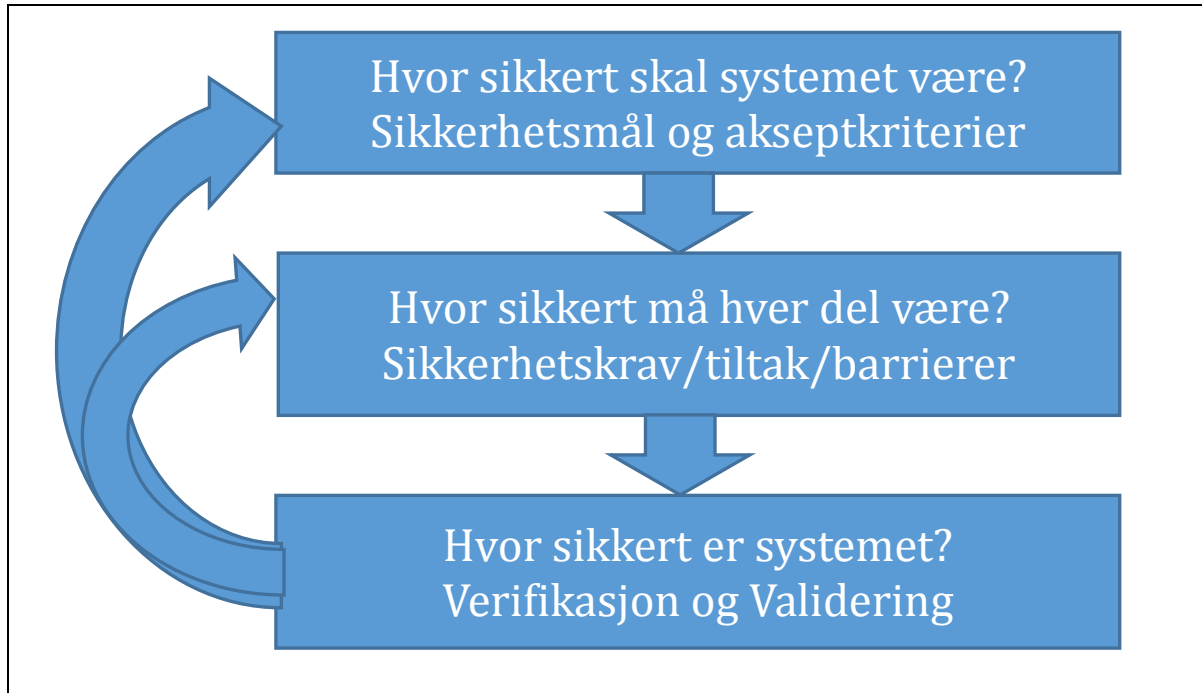 Hvor sikkert skal systemet være?
Sikkerhetsmål og akseptkriterier
Hvor sikkert må hver del være?
Sikkerhetskrav/tiltak/barrierer
Hvor sikkert er systemet?
Verifikasjon og Validering